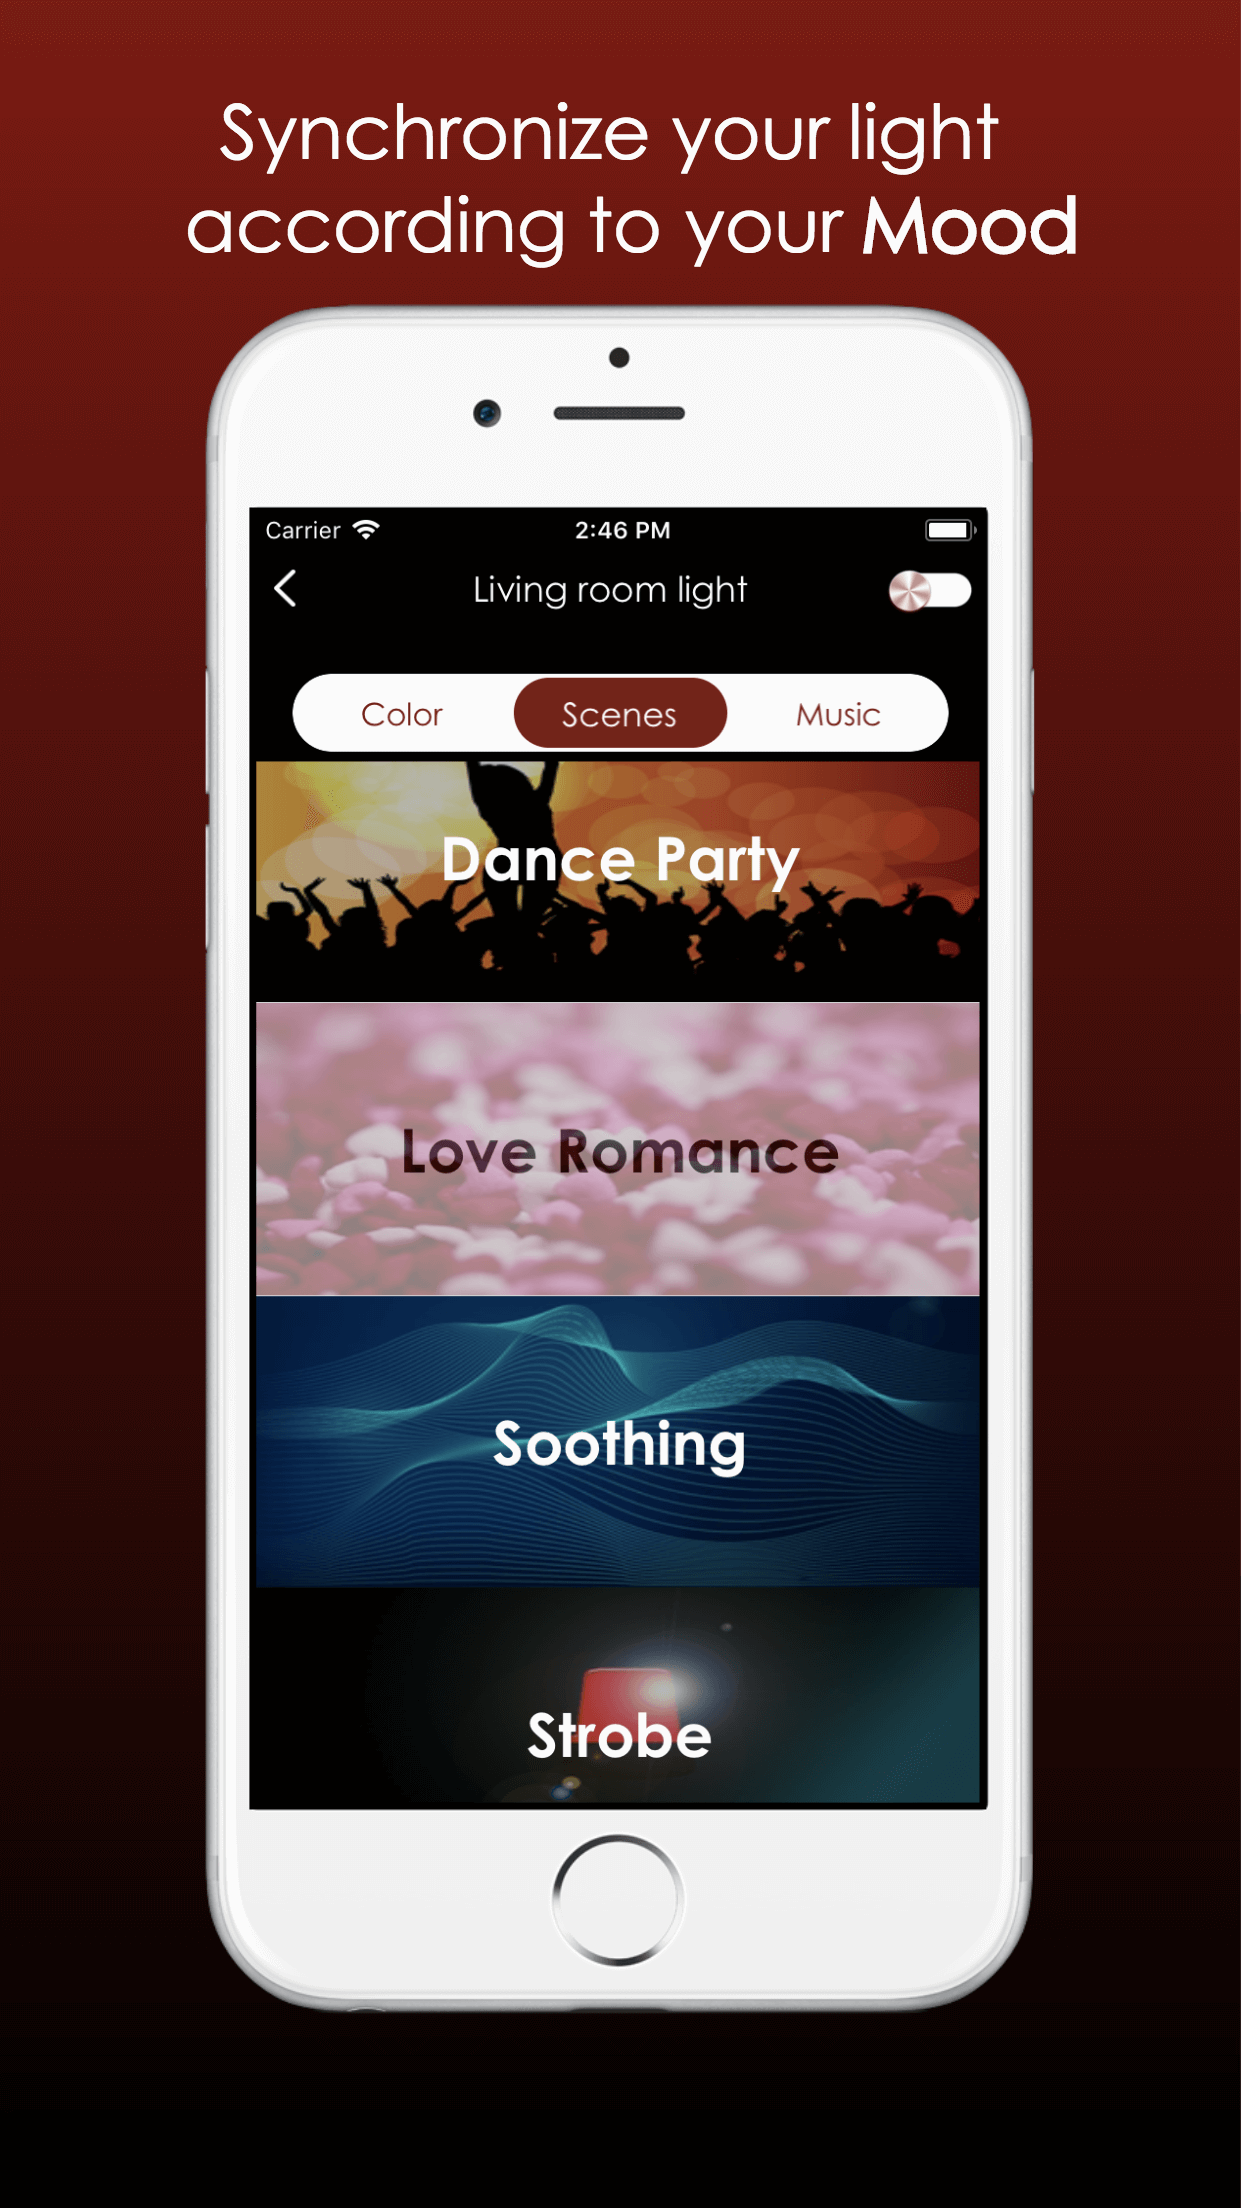 Synchronize your light
according to your Mood
Carrier 2:46 PM
Living room light
Color Scenes Music
Dance Party
Love Romance
Soothing
Strobe